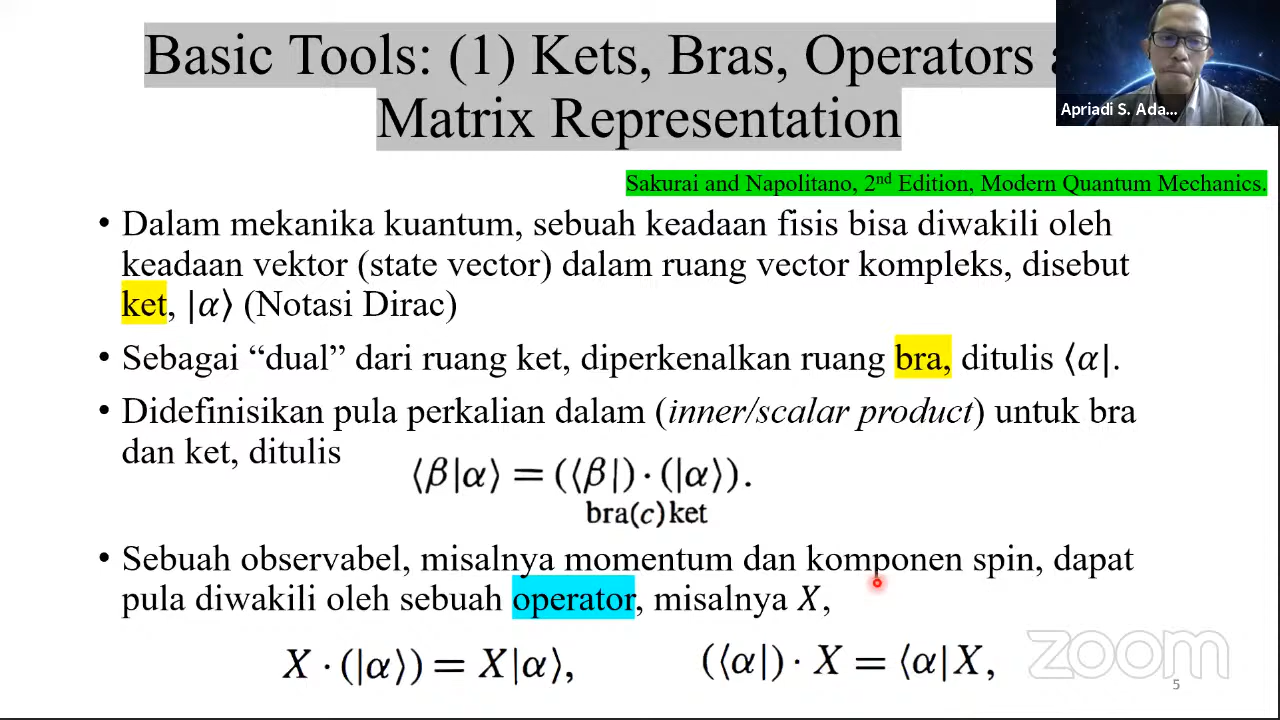 Basic Tools: (1) Kets, Bras, Operators
Matrix Representation
Apriadi S. Ada...
Sakurai and Napolitano, 2nd Edition, Modern Quantum Mechanics.
• Dalam mekanika kuantum, sebuah keadaan fisis bisa diwakili oleh
keadaan vektor (state vector) dalam ruang vector kompleks, disebut
ket, |α⟩ (Notasi Dirac)
• Sebagai “dual” dari ruang ket, diperkenalkan ruang bra, ditulis ⟨α|.
• Didefinisikan pula perkalian dalam (inner/scalar product) untuk bra
dan ket, ditulis
⟨β|α⟩ = (⟨β|) · (|α⟩).
bra(c)ket
• Sebuah observabel, misalnya momentum dan komponen spin, dapat
pula diwakili oleh sebuah operator, misalnya X,
X · (|α⟩) = X|α⟩, (⟨α|) · X = ⟨α|X,
zoom
5